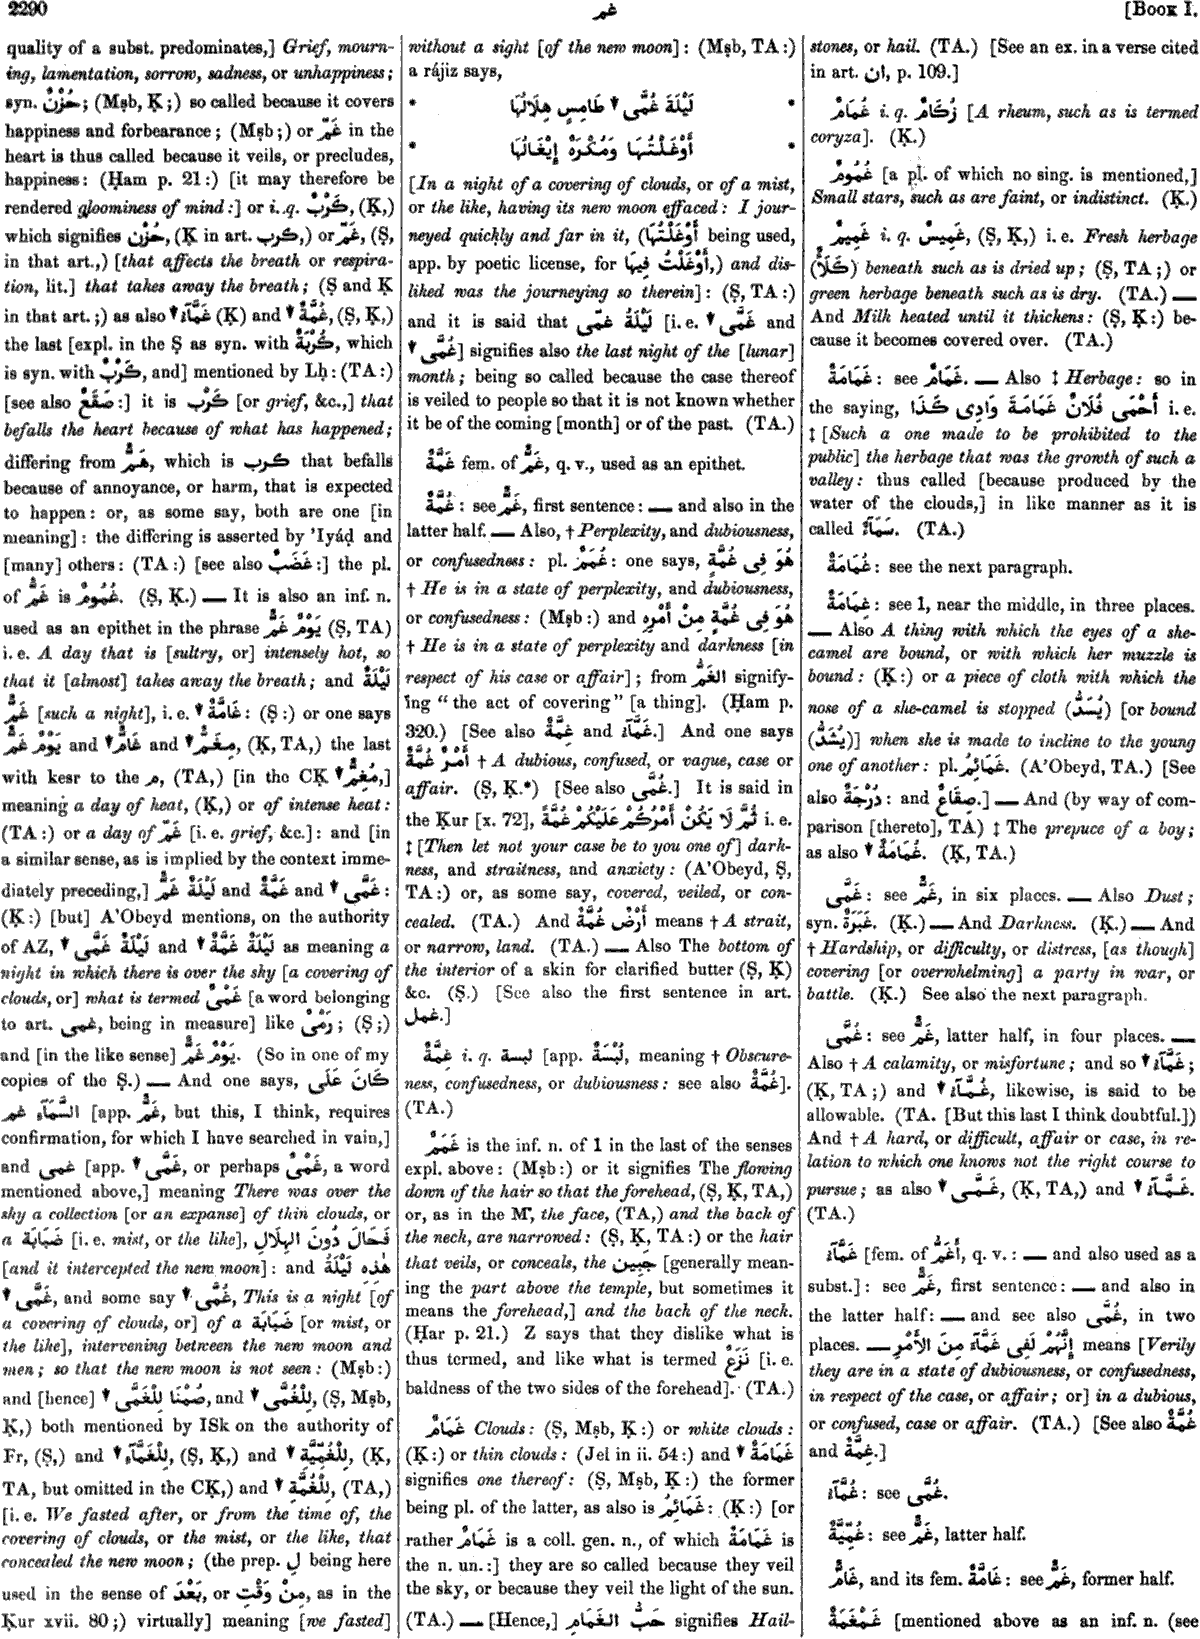 2290
غم
[BOOK I.
quality of a subst. predominates,] Grief, mourn-
ing, lamentation, sorrow, sadness, or unhappiness;
syn. حُزْنٌ; (Mṣb, Ḳ;) so called because it covers
happiness and forbearance; (Mṣb;) or غَمّ in the
heart is thus called because it veils, or precludes,
happiness: (Ḥam p. 21:) [it may therefore be
rendered gloominess of mind:] or i. q. كَرْبٌ, (Ḳ,)
which signifies حُزْن, (Ḳ in art. كرب,) or غَمّ, (Ṣ,
in that art.,) [that affects the breath or respira-
tion, lit.] that takes away the breath; (Ṣ and Ḳ
in that art.;) as also ▼ غَمَّآءُ (Ḳ) and ▼ غُمَّةٌ, (Ṣ, Ḳ,)
the last [expl. in the Ṣ as syn. with كُرْبَةٌ, which
is syn. with كَرْبٌ, and] mentioned by Lḥ: (TA:)
[see also صَقَعٌ:] it is كَرْب [or grief, &c.,] that
befalls the heart because of what has happened;
differing from هَمٌّ, which is كرب that befalls
because of annoyance, or harm, that is expected
to happen: or, as some say, both are one [in
meaning]: the differing is asserted by 'Iyáḍ and
[many] others: (TA:) [see also غَضَبٌ:] the pl.
of غَمٌّ is غُمُومٌ. (Ṣ, Ḳ.) — It is also an inf. n.
used as an epithet in the phrase يَوْمٌ غَمٌّ (Ṣ, TA)
i. e. A day that is [sultry, or] intensely hot, so
that it [almost] takes away the breath; and لَيْلَةٌ
غَمٌّ [such a night], i. e. ▼ غَامَّةٌ: (Ṣ:) or one says
يَوْمٌ غَمٌّ and ▼ غَامٌّ and ▼ مِغَمٌّ, (Ḳ, TA,) the last
with kesr to the م, (TA,) [in the CḲ ▼ مُغِمٌّ,]
meaning a day of heat, (Ḳ,) or of intense heat:
(TA:) or a day of غَمّ [i. e. grief, &c.]: and [in
a similar sense, as is implied by the context imme-
diately preceding,] لَيْلَةٌ غَمٌّ and غَمَّةٌ and ▼ غَمَّى:
(Ḳ:) [but] A'Obeyd mentions, on the authority
of AZ, ▼ لَيْلَةٌ غَمَّى and ▼ لَيْلَةٌ غَمَّةٌ as meaning a
night in which there is over the sky [a covering of
clouds, or] what is termed غَمْىٌ [a word belonging
to art. غمى, being in measure] like رَمْىٌ; (Ṣ;)
and [in the like sense] يَوْمٌ غَمٌّ. (So in one of my
copies of the Ṣ.) — And one says, كَانَ عَلَى
السَّمَآءِ غم [app. غَمٌّ, but this, I think, requires
confirmation, for which I have searched in vain,]
and غمى [app. ▼ غَمَّى, or perhaps غَمْىٌ, a word
mentioned above,] meaning There was over the
sky a collection [or an expanse] of thin clouds, or
a ضَبَابَة [i. e. mist, or the like], فَحَالَ دُونَ الهِلَالِ
[and it intercepted the new moon]: and هٰذِهِ لَيْلَةُ
▼ غَمَّى, and some say ▼ غُمَّى, This is a night [of
a covering of clouds, or] of a ضَبَابَة [or mist, or
the like], intervening between the new moon and
men; so that the new moon is not seen: (Mṣb:)
and [hence] صُمْنَا لِلْغَمَّى ▼, and لِلْغُمَّى ▼, (Ṣ, Mṣb,
Ḳ,) both mentioned by ISk on the authority of
Fr, (Ṣ,) and ▼ لِلْغَمَّآءِ, (Ṣ, Ḳ,) and ▼ لِلْغُمِّيَّةِ, (Ḳ,
TA, but omitted in the CḲ,) and ▼ لِلْغُمَّةِ, (TA,)
[i. e. We fasted after, or from the time of, the
covering of clouds, or the mist, or the like, that
concealed the new moon; (the prep. لِ being here
used in the sense of بَعْدَ, or مِنْ وَقْتِ, as in the
Ḳur xvii. 80;) virtually] meaning [we fasted]
without a sight [of the new moon]: (Mṣb, TA:)
a rájiz says,
* لَيْلَةَ غُمَّى ▼ طَامِسٍ هِلَالُهَا *
* أَوْغَلْتُهَا وَمُكْرَهٌ إِيْغَالُهَا *
[In a night of a covering of clouds, or of a mist,
or the like, having its new moon effaced: I jour-
neyed quickly and far in it, (أَوْغَلْتُهَا being used,
app. by poetic license, for أَوْغَلْتُ فِيهَا,) and dis-
liked was the journeying so therein]: (Ṣ, TA:)
and it is said that لَيْلَةُ غمّى [i. e. ▼ غَمَّى and
▼ غُمَّى] signifies also the last night of the [lunar]
month; being so called because the case thereof
is veiled to people so that it is not known whether
it be of the coming [month] or of the past. (TA.)
غَمَّةٌ fem. of غَمٌّ, q. v., used as an epithet.
غُمَّةٌ: see غَمٌّ, first sentence: — and also in the
latter half. — Also, † Perplexity, and dubiousness,
or confusedness: pl. غُمَمٌ: one says, هُوَ فِى غُمَّةٍ
† He is in a state of perplexity, and dubiousness,
or confusedness: (Mṣb:) and هُوَ فِى غُمَّةٍ مِنْ أَمْرِهِ
† He is in a state of perplexity and darkness [in
respect of his case or affair]; from الغَمُّ signify-
ing "the act of covering" [a thing]. (Ḥam p.
320.) [See also غِمَّةٌ and غَمَّآءُ.] And one says
أَمْرٌ غُمَّةٌ † A dubious, confused, or vague, case or
affair. (Ṣ, Ḳ.*) [See also غُمَّى.] It is said in
the Ḳur [x. 72], ثُمَّ لَا يَكُنْ أَمْرُكُمْ عَلَيْكُمْ غُمَّةً i. e.
‡ [Then let not your case be to you one of] dark-
ness, and straitness, and anxiety: (A'Obeyd, Ṣ,
TA:) or, as some say, covered, veiled, or con-
cealed. (TA.) And أَرْضٌ غُمَّةٌ means † A strait,
or narrow, land. (TA.) — Also The bottom of
the interior of a skin for clarified butter (Ṣ, Ḳ)
&c. (Ṣ.) [See also the first sentence in art.
غمل.]
غِمَّةٌ i. q. لبسة [app. لُبْسَةٌ, meaning † Obscure-
ness, confusedness, or dubiousness: see also غُمَّةٌ].
(TA.)
غَمَمٌ is the inf. n. of 1 in the last of the senses
expl. above: (Mṣb:) or it signifies The flowing
down of the hair so that the forehead, (Ṣ, Ḳ, TA,)
or, as in the M, the face, (TA,) and the back of
the neck, are narrowed: (Ṣ, Ḳ, TA:) or the hair
that veils, or conceals, the جَبِين [generally mean-
ing the part above the temple, but sometimes it
means the forehead,] and the back of the neck.
(Ḥar p. 21.) Z says that they dislike what is
thus termed, and like what is termed نَزَعٌ [i. e.
baldness of the two sides of the forehead]. (TA.)
غَمَامٌ Clouds: (Ṣ, Mṣb, Ḳ:) or white clouds:
(Ḳ:) or thin clouds: (Jel in ii. 54:) and ▼ غَمَامَةٌ
signifies one thereof: (Ṣ, Mṣb, Ḳ:) the former
being pl. of the latter, as also is غَمَائِمُ: (Ḳ:) [or
rather غَمَامٌ is a coll. gen. n., of which غَمَامَةٌ is
the n. un.:] they are so called because they veil
the sky, or because they veil the light of the sun.
(TA.) — [Hence,] حَبُّ الغَمَامِ signifies Hail-
stones, or hail. (TA.) [See an ex. in a verse cited
in art. ان, p. 109.]
غُمَامٌ i. q. زُكَامٌ [A rheum, such as is termed
coryza]. (Ḳ.)
غُمُومٌ [a pl. of which no sing. is mentioned,]
Small stars, such as are faint, or indistinct. (Ḳ.)
غَمِيمٌ i. q. غَمِيسٌ, (Ṣ, Ḳ,) i. e. Fresh herbage
(كَلَأٌ) beneath such as is dried up; (Ṣ, TA;) or
green herbage beneath such as is dry. (TA.) —
And Milk heated until it thickens: (Ṣ, Ḳ:) be-
cause it becomes covered over. (TA.)
غَمَامَةٌ: see غَمَامٌ. — Also ‡ Herbage: so in
the saying, أَحْمَى فُلَانٌ غَمَامَةَ وَادِى كَذَا i. e.
‡ [Such a one made to be prohibited to the
public] the herbage that was the growth of such a
valley: thus called [because produced by the
water of the clouds,] in like manner as it is
called سَمَآءٌ. (TA.)
غُمَامَةٌ: see the next paragraph.
غِمَامَةٌ: see 1, near the middle, in three places.
— Also A thing with which the eyes of a she-
camel are bound, or with which her muzzle is
bound: (Ḳ:) or a piece of cloth with which the
nose of a she-camel is stopped (يُسَدُّ) [or bound
(يُشَدُّ)] when she is made to incline to the young
one of another: pl. غَمَائِمُ. (A'Obeyd, TA.) [See
also دُرْجَةٌ: and صِقَاعٌ.] — And (by way of com-
parison [thereto], TA) ‡ The prepuce of a boy;
as also ▼ غُمَامَةٌ. (Ḳ, TA.)
غَمَّى: see غَمٌّ, in six places. — Also Dust;
syn. غَبَرَةٌ. (Ḳ.) — And Darkness. (Ḳ.) — And
† Hardship, or difficulty, or distress, [as though]
covering [or overwhelming] a party in war, or
battle. (Ḳ.) See also the next paragraph.
غُمَّى: see غَمٌّ, latter half, in four places. —
Also † A calamity, or misfortune; and so ▼ غَمَّآءُ;
(Ḳ, TA;) and ▼ غُمَّآءُ, likewise, is said to be
allowable. (TA. [But this last I think doubtful.])
And † A hard, or difficult, affair or case, in re-
lation to which one knows not the right course to
pursue; as also ▼ غَمَّى, (Ḳ, TA,) and ▼ غَمَّآءُ.
(TA.)
غَمَّآءُ [fem. of أَغَمُّ, q. v.: — and also used as a
subst.]: see غَمٌّ, first sentence: — and also in
the latter half: — and see also غُمَّى, in two
places. — إِنَّهُمْ لَفِى غَمَّآءَ مِنَ الأَمْرِ means [Verily
they are in a state of dubiousness, or confusedness,
in respect of the case, or affair; or] in a dubious,
or confused, case or affair. (TA.) [See also غُمَّةٌ
and غِمَّةٌ.]
غُمَّآءُ: see غُمَّى.
غُمِّيَّةٌ: see غَمٌّ, latter half.
غَامٌّ, and its fem. غَامَّةٌ: see غَمٌّ, former half.
غَمْغَمَةٌ [mentioned above as an inf. n. (see